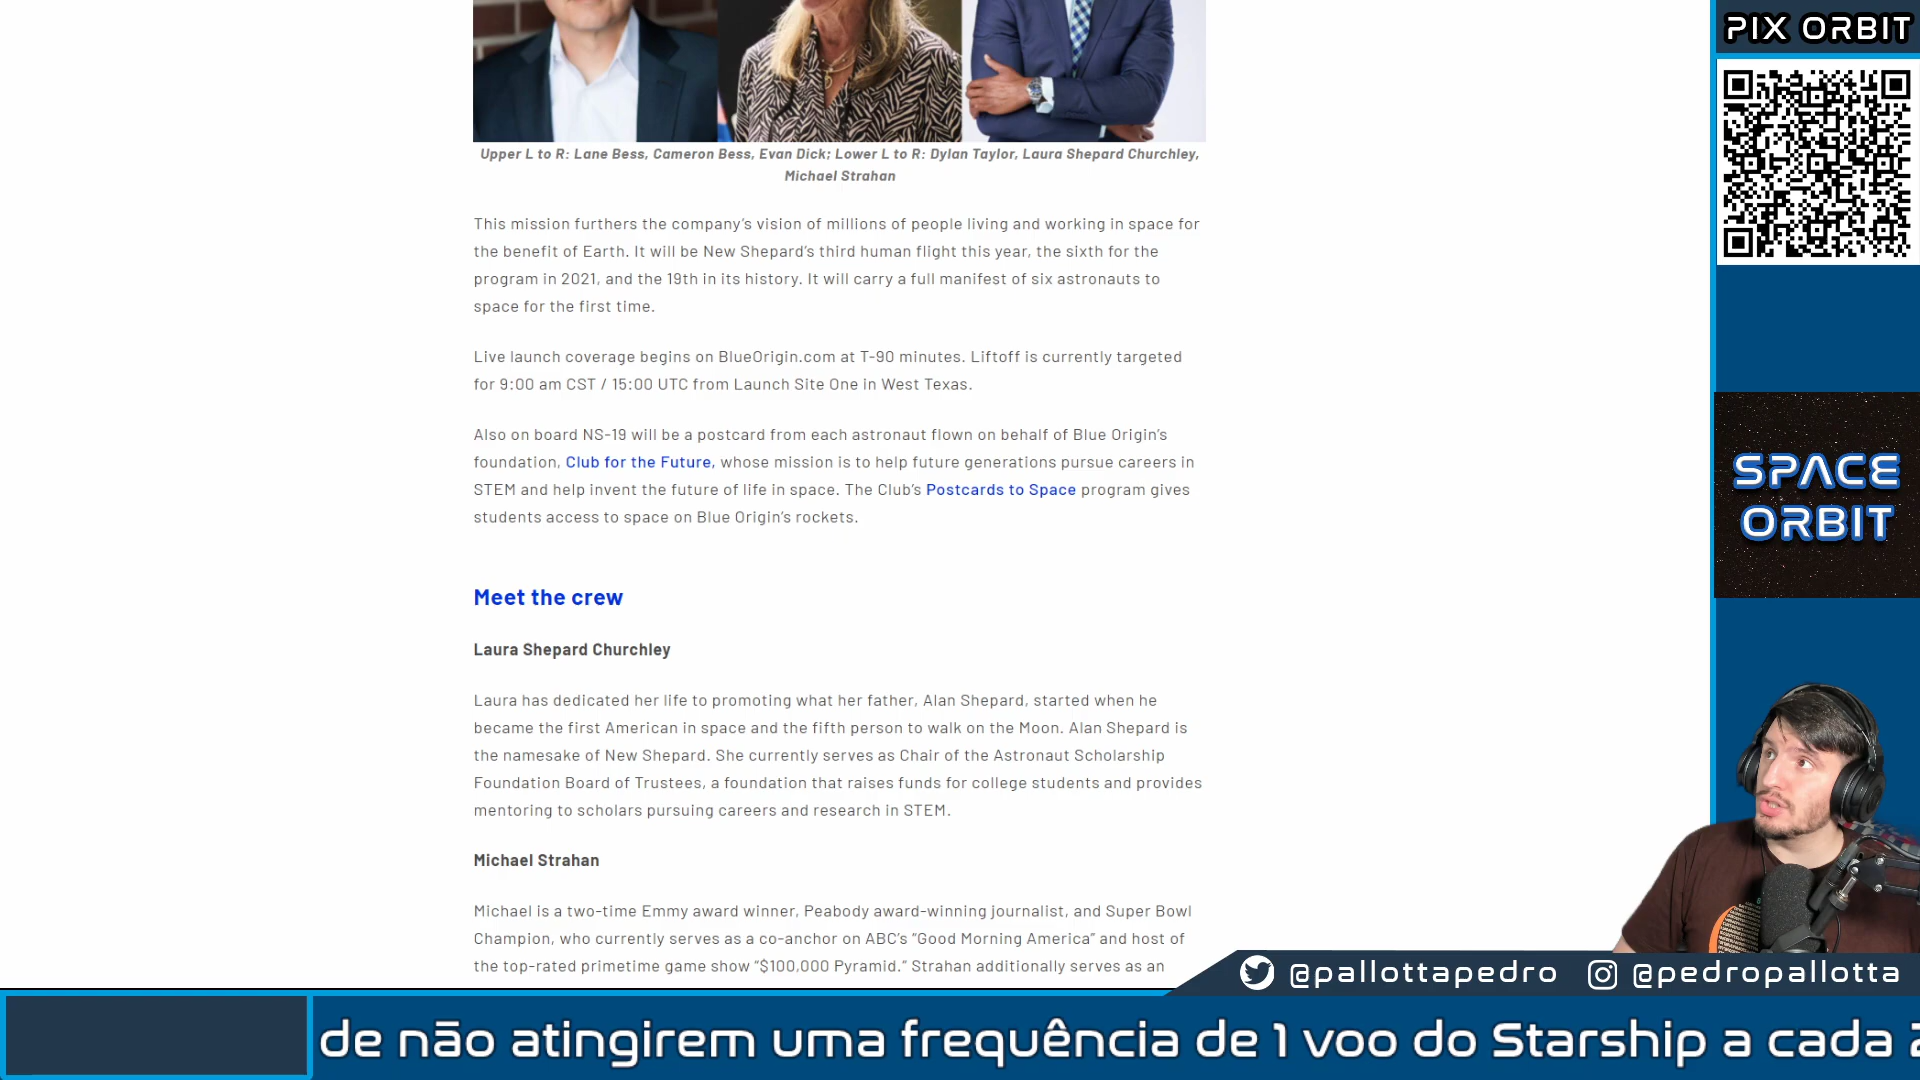 PIX ORBIT
Upper L to R: Lane Bess, Cameron Bess, Evan Dick; Lower L to R: Dylan Taylor, Laura Shepard Churchley,
Michael Strahan
This mission furthers the company’s vision of millions of people living and working in space for
the benefit of Earth. It will be New Shepard’s third human flight this year, the sixth for the
program in 2021, and the 19th in its history. It will carry a full manifest of six astronauts to
space for the first time.
Live launch coverage begins on BlueOrigin.com at T-90 minutes. Liftoff is currently targeted
for 9:00 am CST / 15:00 UTC from Launch Site One in West Texas.
Also on board NS-19 will be a postcard from each astronaut flown on behalf of Blue Origin’s
foundation, Club for the Future, whose mission is to help future generations pursue careers in
STEM and help invent the future of life in space. The Club’s Postcards to Space program gives
students access to space on Blue Origin’s rockets.
SPACE
ORBIT
Meet the crew
Laura Shepard Churchley
Laura has dedicated her life to promoting what her father, Alan Shepard, started when he
became the first American in space and the fifth person to walk on the Moon. Alan Shepard is
the namesake of New Shepard. She currently serves as Chair of the Astronaut Scholarship
Foundation Board of Trustees, a foundation that raises funds for college students and provides
mentoring to scholars pursuing careers and research in STEM.
Michael Strahan
Michael is a two-time Emmy award winner, Peabody award-winning journalist, and Super Bowl
Champion, who currently serves as a co-anchor on ABC’s “Good Morning America” and host of
the top-rated primetime game show “$100,000 Pyramid.” Strahan additionally serves as an
@pallottapedro @pedropallotta
de não atingirem uma frequência de 1 voo do Starship a cada